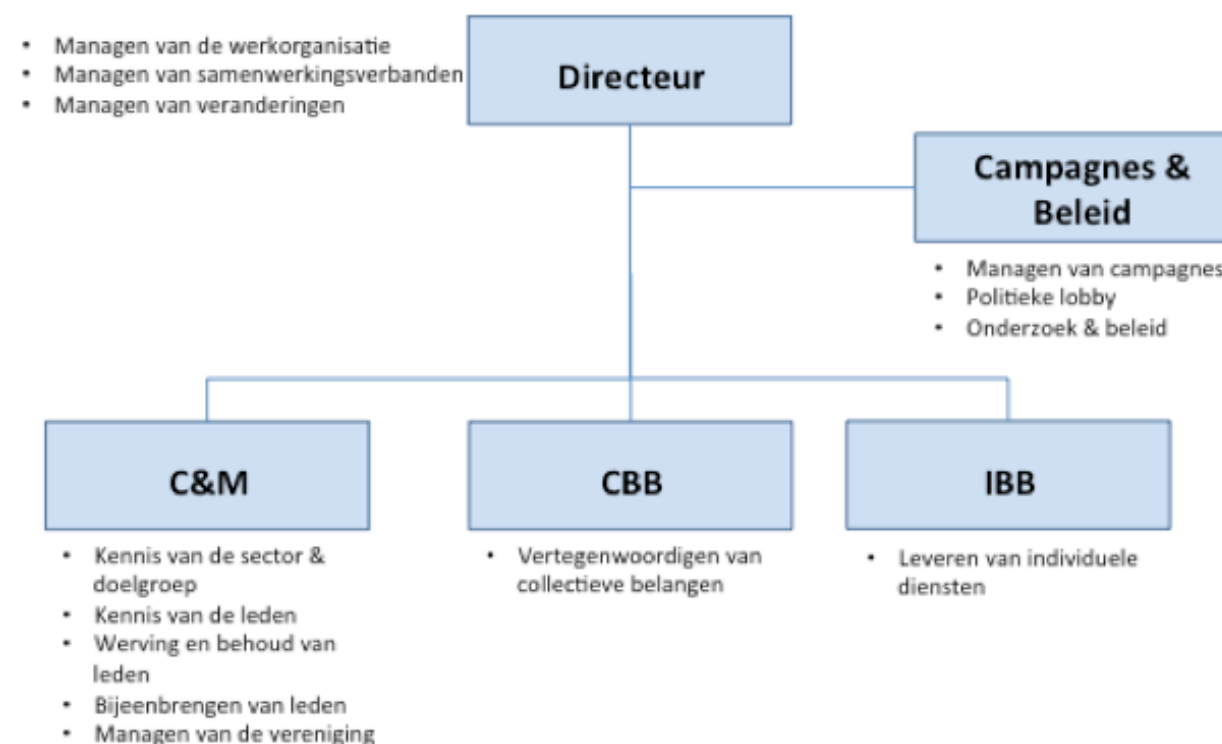 • Managen van de werkorganisatie
• Managen van samenwerkingsverbanden
• Managen van veranderingen
Directeur
Campagnes &
Beleid
• Managen van campagnes
• Politieke lobby
• Onderzoek & beleid
C&M
• Kennis van de sector &
doelgroep
• Kennis van de leden
• Werving en behoud van
leden
• Bijeenbrengen van leden
• Managen van de vereniging
CBB
• Vertegenwoordigen van
collectieve belangen
IBB
• Leveren van individuele
diensten